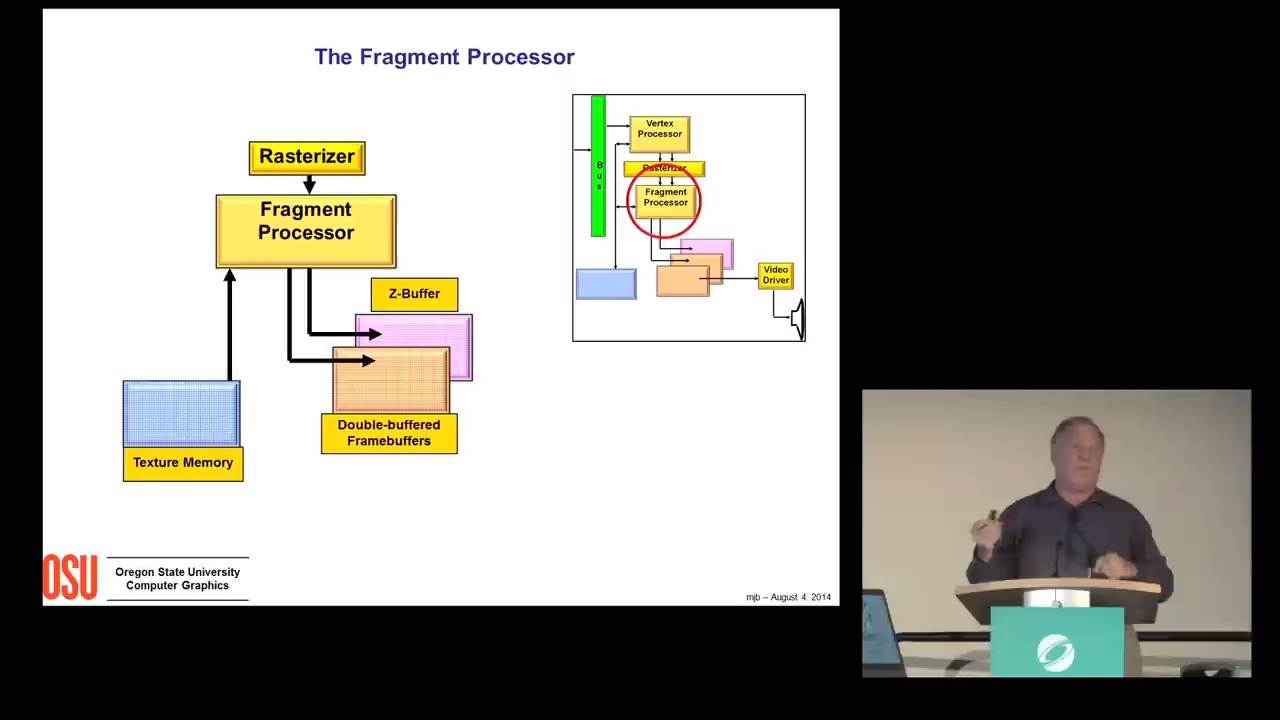 The Fragment Processor
Rasterizer
Fragment
Processor
Z-Buffer
Double-buffered
Framebuffers
Texture Memory
Bus
Vertex
Processor
Rasterizer
Fragment
Processor
Video
Driver
OSU
Oregon State University
Computer Graphics
mjb – August 4, 2014